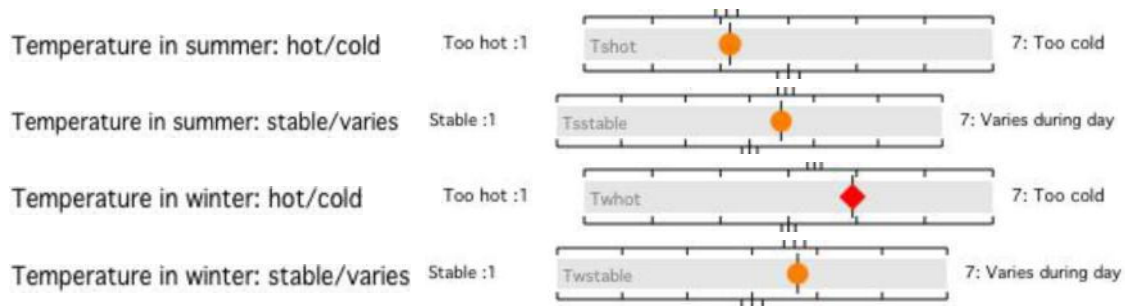 Temperature in summer: hot/cold Too hot :1 Tshot 7: Too cold
Temperature in summer: stable/varies Stable :1 Tsstable 7: Varies during day
Temperature in winter: hot/cold Too hot :1 Twhot 7: Too cold
Temperature in winter: stable/varies Stable :1 Twstable 7: Varies during day